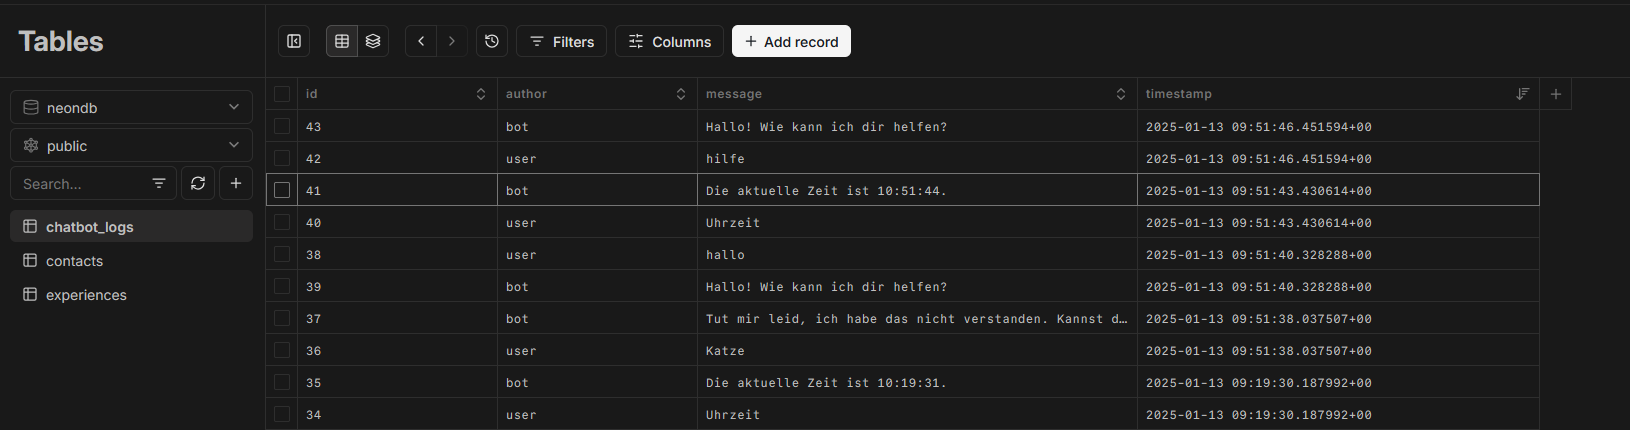 Tables
Filters
Columns
+ Add record
neondb
public
Search...
chatbot_logs
contacts
experiences
id author message timestamp
43 bot Hallo! Wie kann ich dir helfen? 2025-01-13 09:51:46.451594+00
42 user hilfe 2025-01-13 09:51:46.451594+00
41 bot Die aktuelle Zeit ist 10:51:44. 2025-01-13 09:51:43.430614+00
40 user Uhrzeit 2025-01-13 09:51:43.430614+00
38 user hallo 2025-01-13 09:51:40.328288+00
39 bot Hallo! Wie kann ich dir helfen? 2025-01-13 09:51:40.328288+00
37 bot Tut mir leid, ich habe das nicht verstanden. Kannst d… 2025-01-13 09:51:38.037507+00
36 user Katze 2025-01-13 09:51:38.037507+00
35 bot Die aktuelle Zeit ist 10:19:31. 2025-01-13 09:19:30.187992+00
34 user Uhrzeit 2025-01-13 09:19:30.187992+00